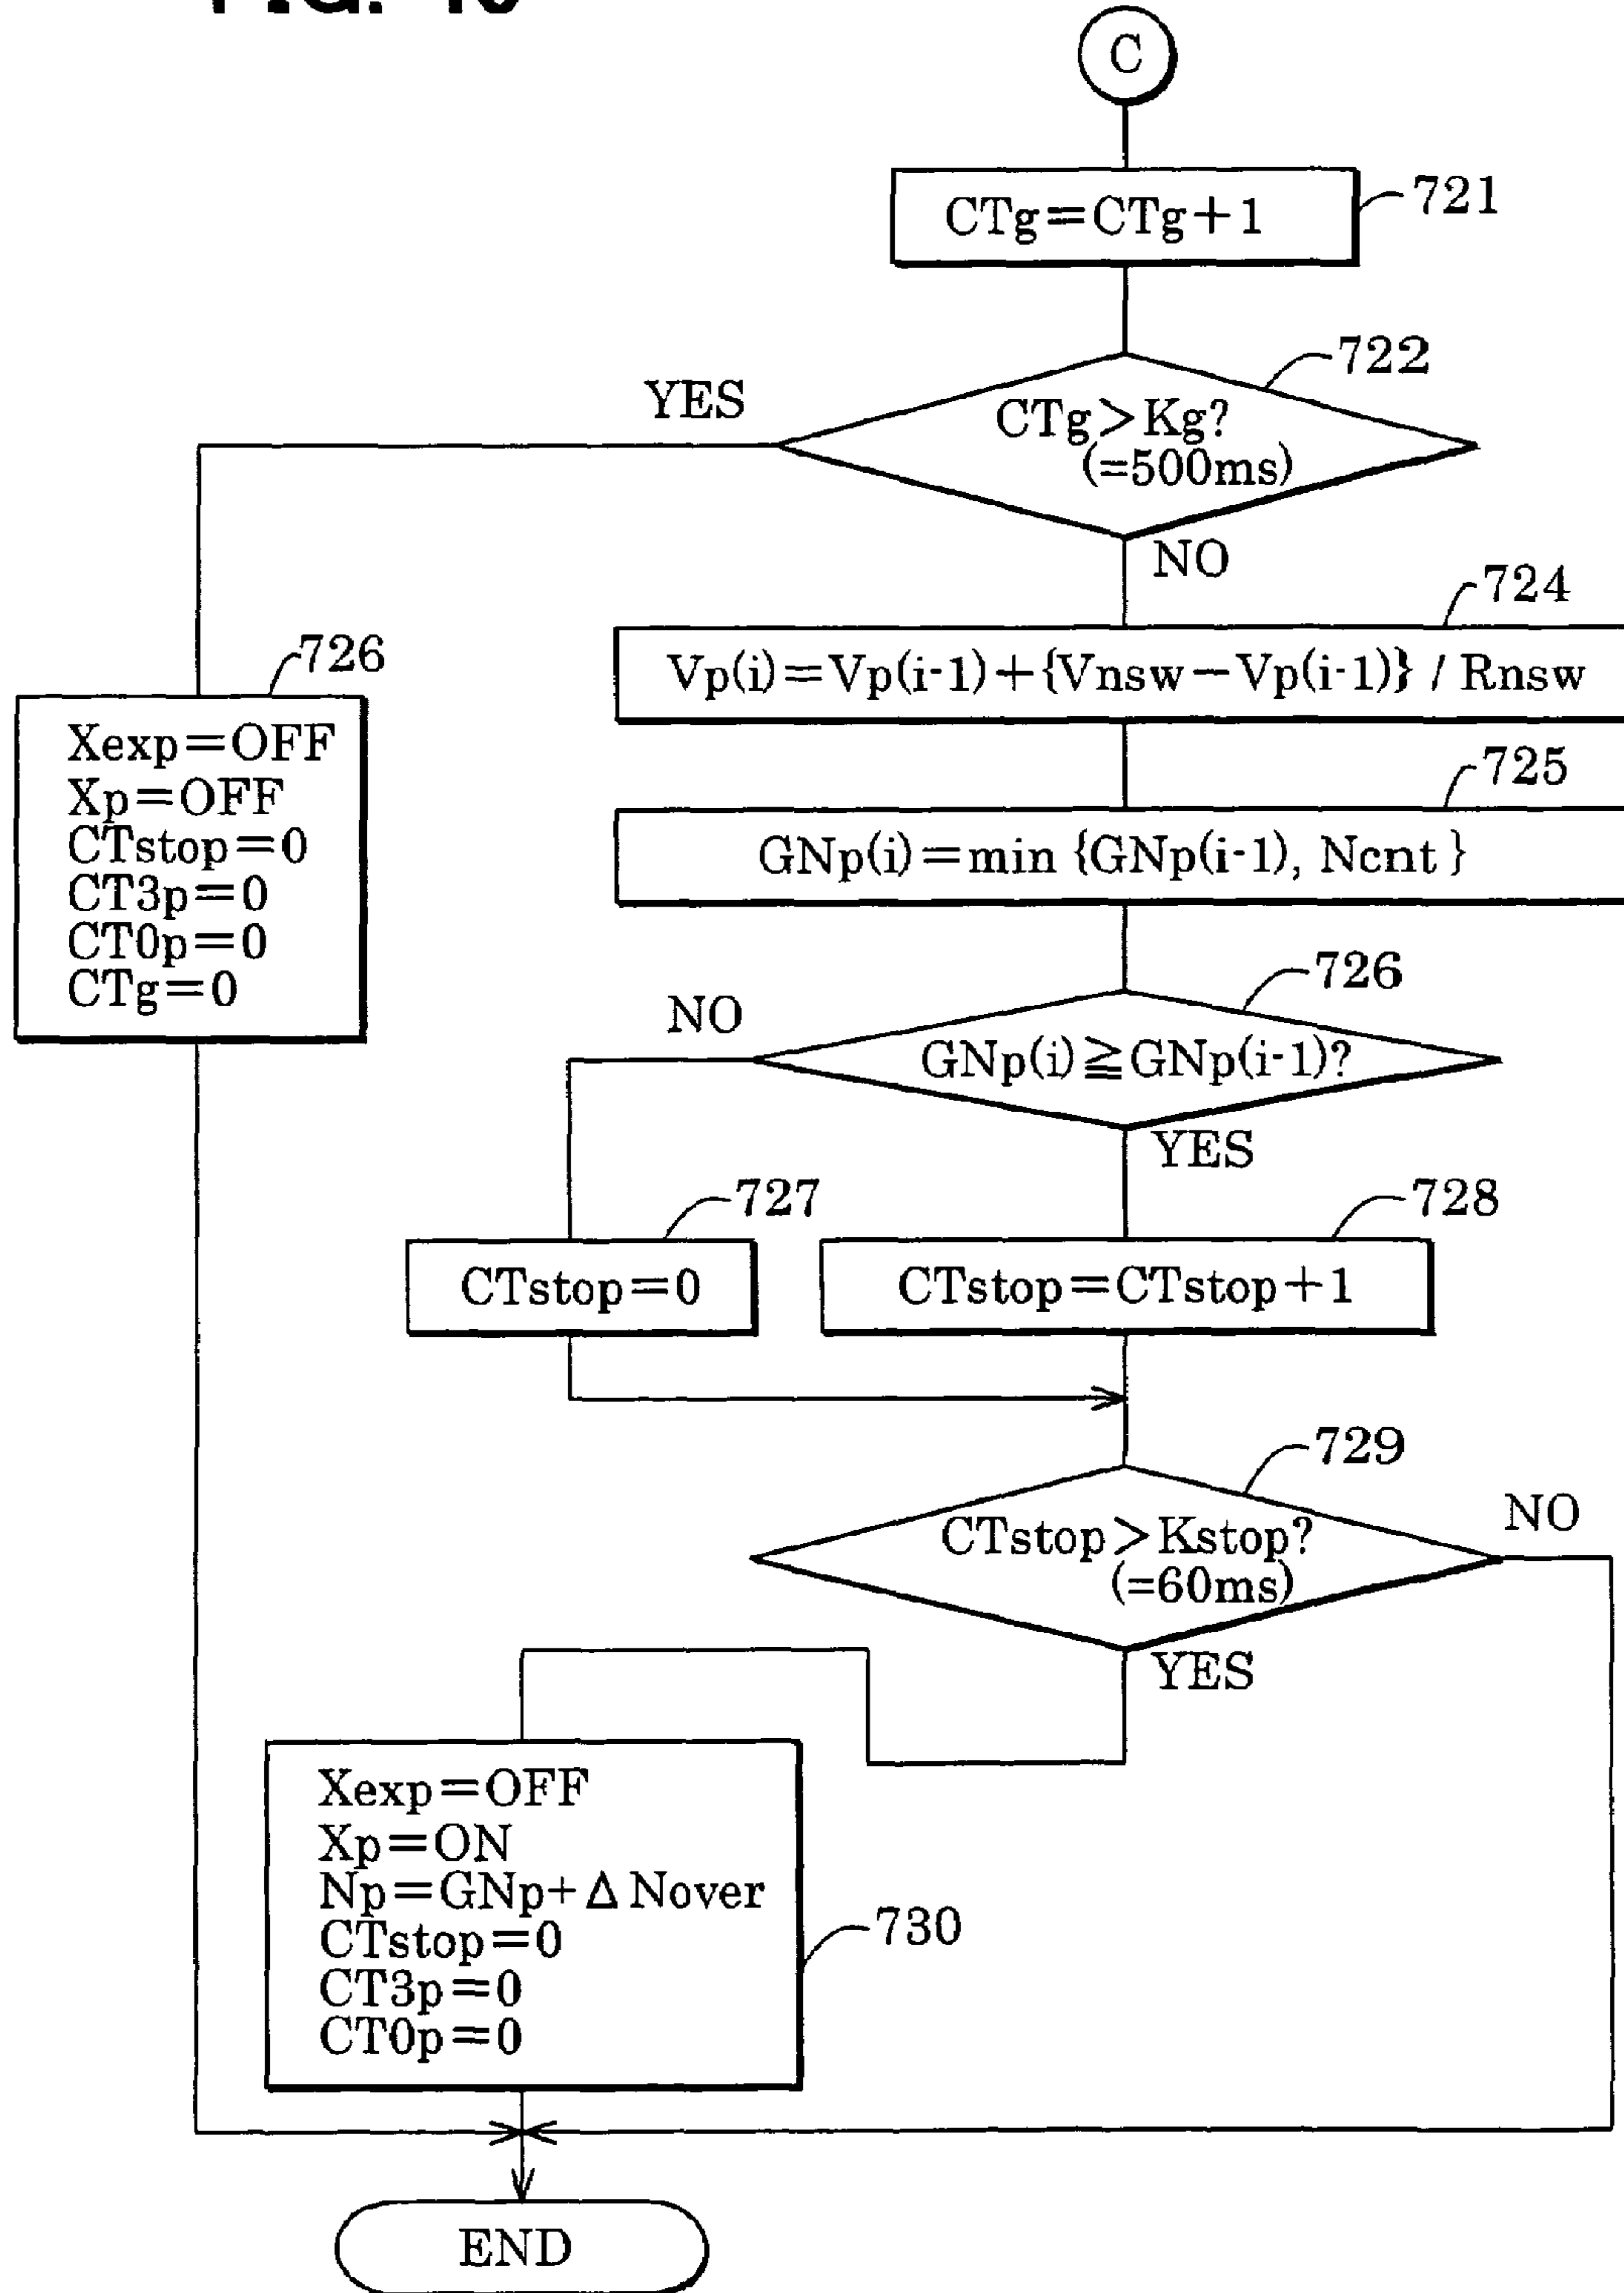 C
CTg=CTg+1
721
722
YES
CTg>Kg?
(=500ms)
NO
724
Vp(i)=Vp(i-1)+{Vnsw-Vp(i-1)} / Rnsw
726
Xexp=OFF
Xp=OFF
CTstop=0
CT3p=0
CT0p=0
CTg=0
725
GNp(i)=min {GNp(i-1), Ncnt }
726
NO
GNp(i)≧GNp(i-1)?
YES
727
CTstop=0
728
CTstop=CTstop+1
729
NO
CTstop>Kstop?
(=60ms)
YES
Xexp=OFF
Xp=ON
Np=GNp+Δ Nover
CTstop=0
CT3p=0
CT0p=0
730
END